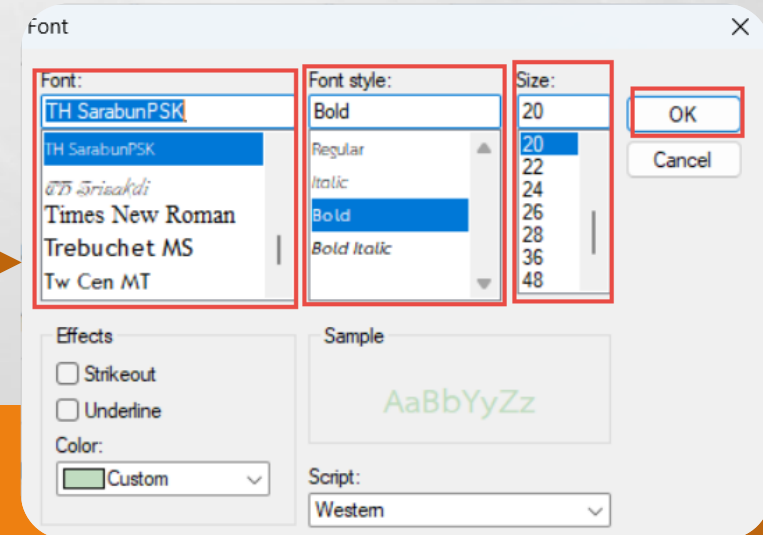 Font
Font:
TH SarabunPSK
TH SarabunPSK
TH Srisakdi
Times New Roman
Trebuchet MS
Tw Cen MT
Font style:
Bold
Regular
Italic
Bold
Bold Italic
Size:
20
20
22
24
26
28
36
48
OK
Cancel
Effects
Strikeout
Underline
Color:
Custom
Sample
AaBbYyZz
Script:
Western